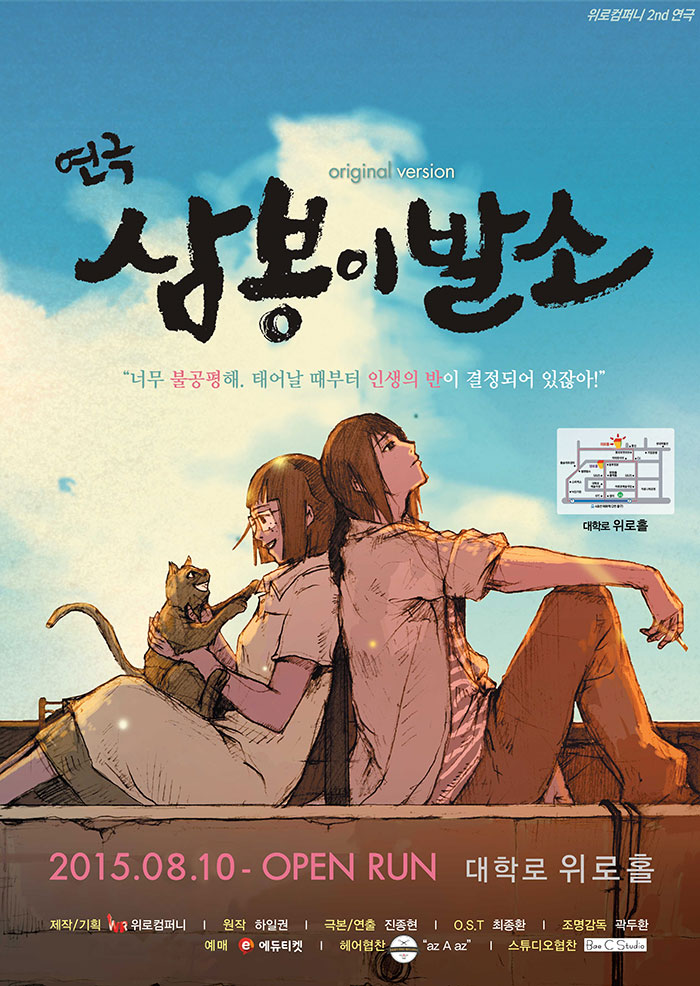 위로컴퍼니 2nd 연극
연극
original version
삼봉이발소
“너무 불공평해. 태어날 때부터 인생의 반이 결정되어 있잖아!”
대학로 위로홀
2015.08.10 - OPEN RUN 대학로 위로홀
제작/기획 위로컴퍼니 | 원작 하일권 | 극본/연출 진종현 | O.S.T 최종환 | 조명감독 곽두환
예매 e 에듀티켓 | 헤어협찬 "az A az" | 스튜디오협찬 Bae C Studio